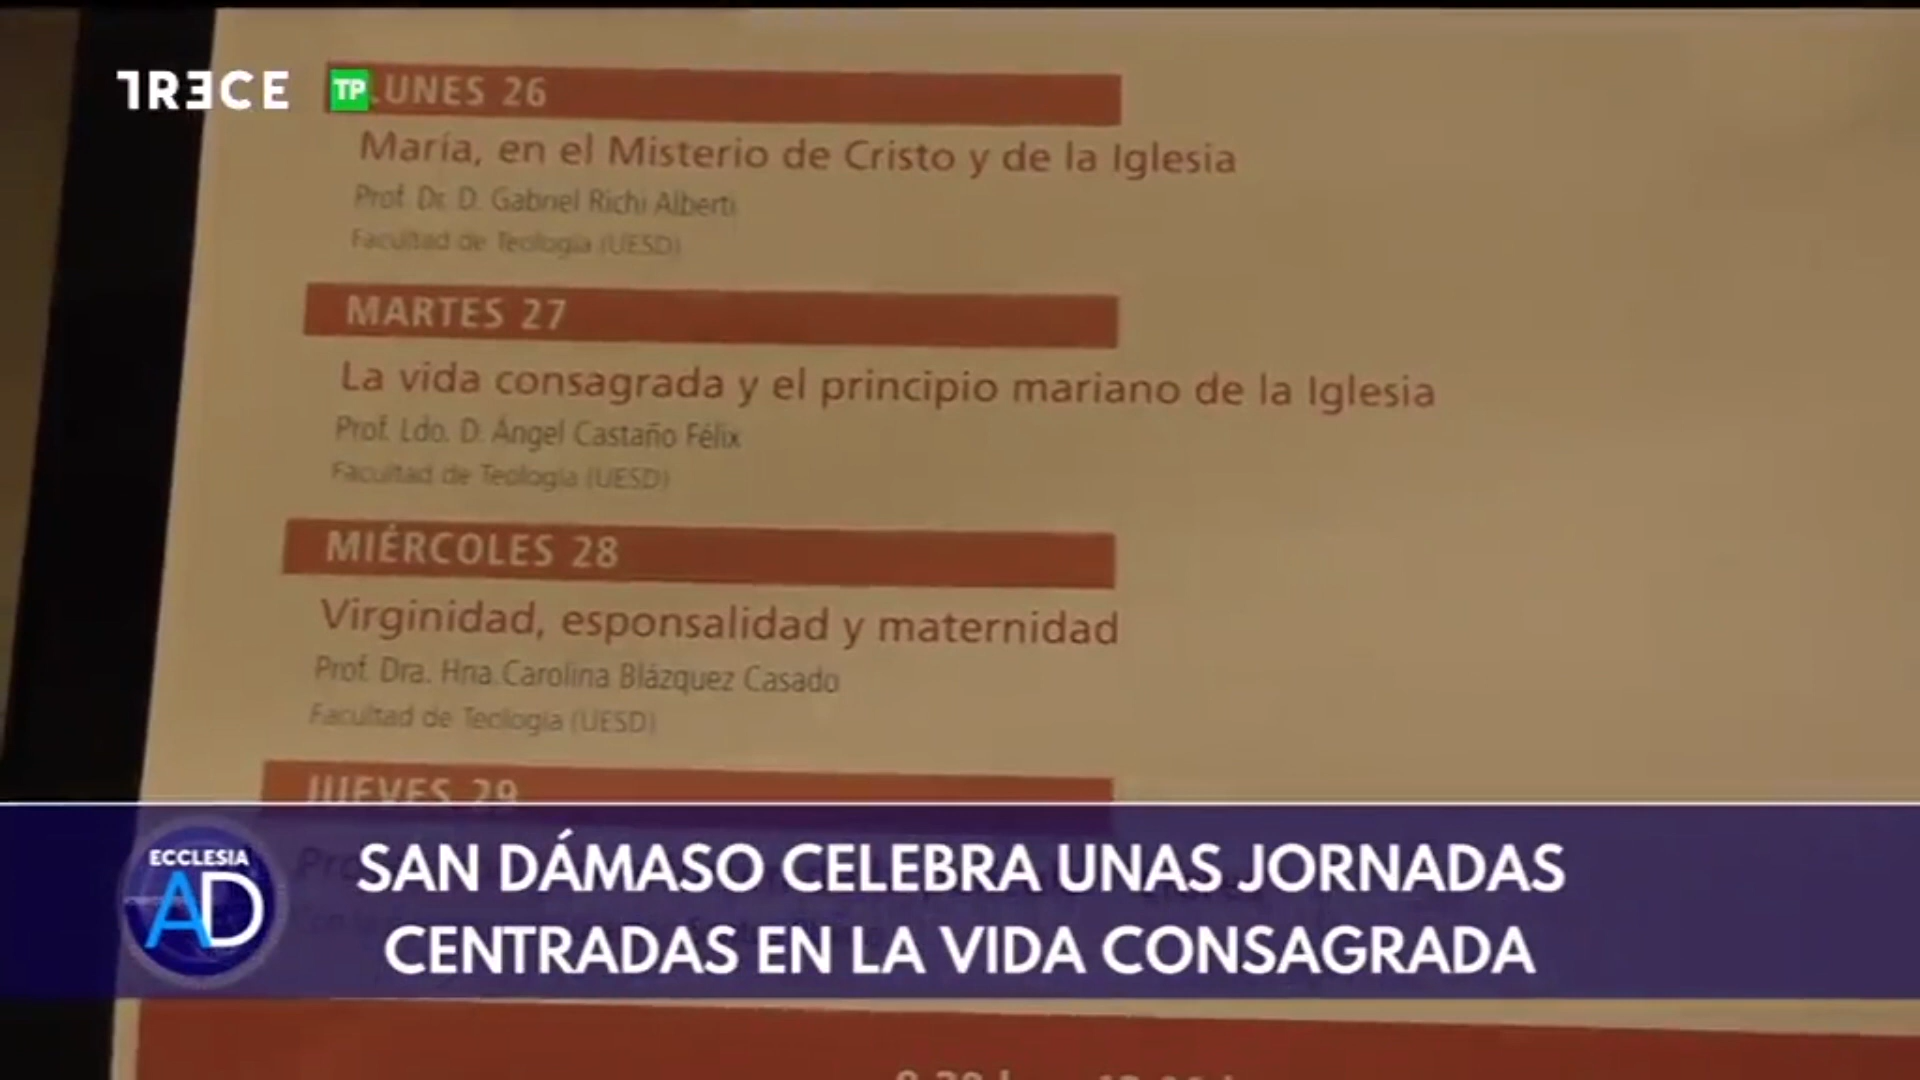 TRECE TP
LUNES 26
María, en el Misterio de Cristo y de la Iglesia
Prof. Dr. D. Gabriel Richi Alberti
Facultad de Teología (UESD)
MARTES 27
La vida consagrada y el principio mariano de la Iglesia
Prof. Ldo. D. Ángel Castaño Félix
Facultad de Teología (UESD)
MIÉRCOLES 28
Virginidad, esponsalidad y maternidad
Prof. Dra. Hna. Carolina Blázquez Casado
Facultad de Teología (UESD)
JUEVES 29
ECCLESIA
AD
SAN DÁMASO CELEBRA UNAS JORNADAS
CENTRADAS EN LA VIDA CONSAGRADA